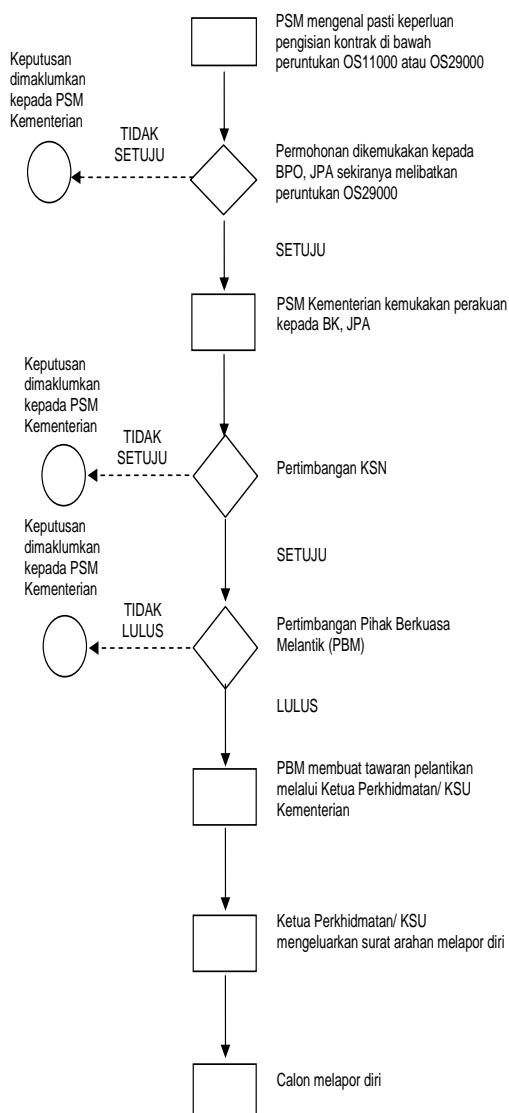 PSM mengenal pasti keperluan
pengisian kontrak di bawah
peruntukan OS11000 atau OS29000
Keputusan
dimaklumkan
kepada PSM
Kementerian
TIDAK
SETUJU
Permohonan dikemukakan kepada
BPO, JPA sekiranya melibatkan
peruntukan OS29000
SETUJU
PSM Kementerian kemukakan perakuan
kepada BK, JPA
Keputusan
dimaklumkan
kepada PSM
Kementerian
TIDAK
SETUJU
Pertimbangan KSN
Keputusan
dimaklumkan
kepada PSM
Kementerian
SETUJU
TIDAK
LULUS
Pertimbangan Pihak Berkuasa
Melantik (PBM)
LULUS
PBM membuat tawaran pelantikan
melalui Ketua Perkhidmatan/ KSU
Kementerian
Ketua Perkhidmatan/ KSU
mengeluarkan surat arahan melapor diri
Calon melapor diri